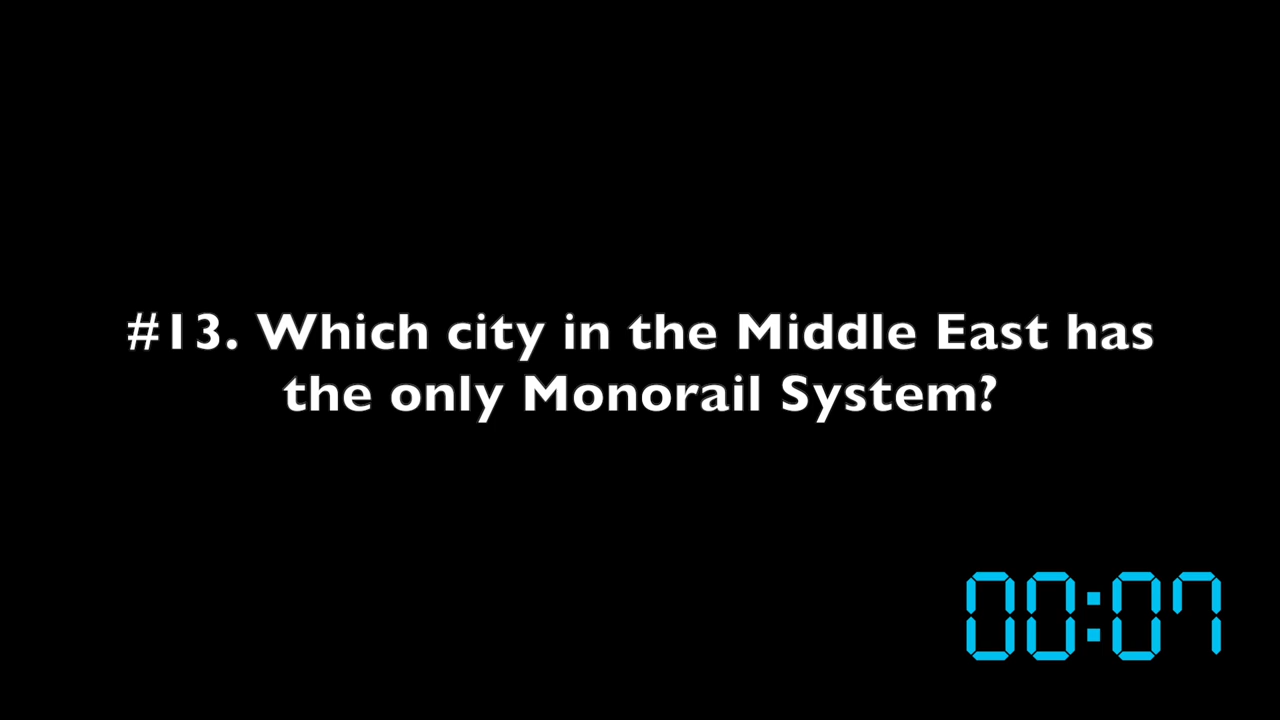 #13. Which city in the Middle East has
the only Monorail System?
00:07